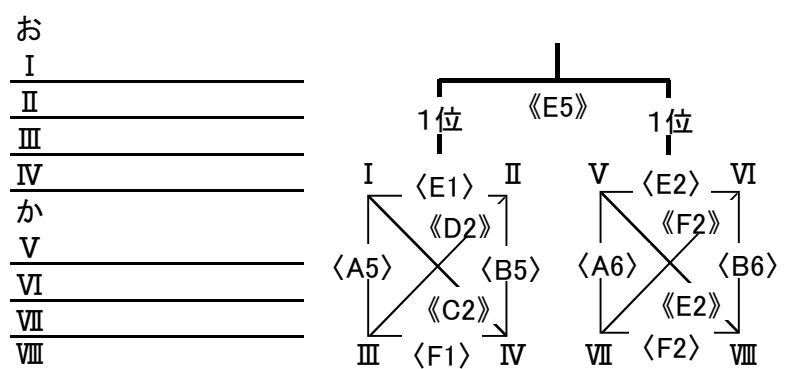 お
Ⅰ
Ⅱ
Ⅲ
Ⅳ
か
Ⅴ
Ⅵ
Ⅶ
Ⅷ
《E5》
1位 1位
Ⅰ 〈E1〉 Ⅱ Ⅴ 〈E2〉 Ⅵ
《D2》 《F2》
〈A5〉 〈B5〉 〈A6〉 〈B6〉
《C2》 《E2》
Ⅲ 〈F1〉 Ⅳ Ⅶ 〈F2〉 Ⅷ